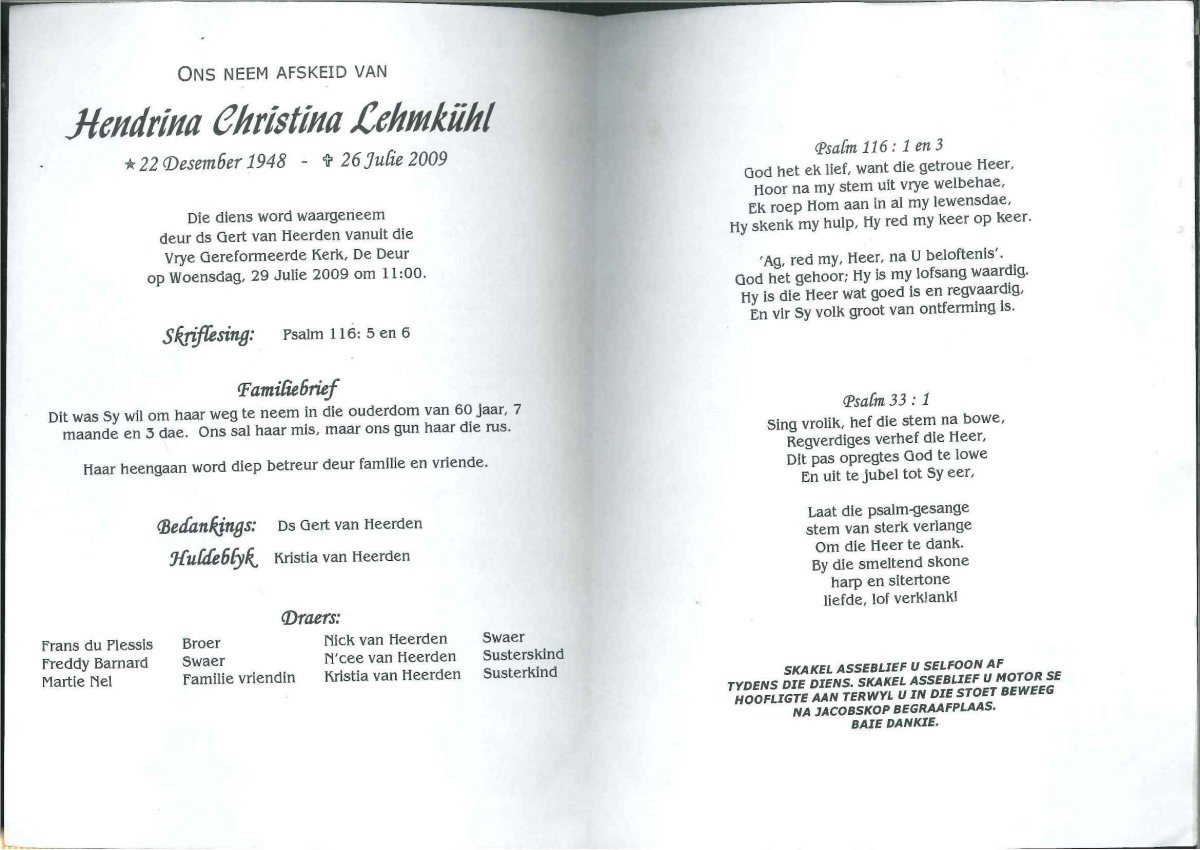 ONS NEEM AFSKEID VAN
Hendrina Christina Lehmkühl
★ 22 Desember 1948 - ✞ 26 Julie 2009
Die diens word waargeneem
deur ds Gert van Heerden vanuit die
Vrye Gereformeerde Kerk, De Deur
op Woensdag, 29 Julie 2009 om 11:00.
Skriflesing: Psalm 116: 5 en 6
Familiebrief
Dit was Sy wil om haar weg te neem in die ouderdom van 60 jaar, 7
maande en 3 dae. Ons sal haar mis, maar ons gun haar die rus.
Haar heengaan word diep betreur deur familie en vriende.
Bedankings: Ds Gert van Heerden
Huldeblyk Kristia van Heerden
Draers:
Frans du Plessis Broer Nick van Heerden Swaer
Freddy Barnard Swaer N'cee van Heerden Susterskind
Martie Nel Familie vriendin Kristia van Heerden Susterkind
Psalm 116 : 1 en 3
God het ek lief, want die getroue Heer,
Hoor na my stem uit vrye welbehae,
Ek roep Hom aan in al my lewensdae,
Hy skenk my hulp, Hy red my keer op keer.
'Ag, red my, Heer, na U beloftenis'.
God het gehoor; Hy is my lofsang waardig.
Hy is die Heer wat goed is en regvaardig,
En vir Sy volk groot van ontferming is.
Psalm 33 : 1
Sing vrolik, hef die stem na bowe,
Regverdiges verhef die Heer,
Dit pas opregtes God te lowe
En uit te jubel tot Sy eer,
Laat die psalm-gesange
stem van sterk verlange
Om die Heer te dank.
By die smeltend skone
harp en sitertone
liefde, lof verklank!
SKAKEL ASSEBLIEF U SELFOON AF
TYDENS DIE DIENS. SKAKEL ASSEBLIEF U MOTOR SE
HOOFLIGTE AAN TERWYL U IN DIE STOET BEWEEG
NA JACOBSKOP BEGRAAFPLAAS.
BAIE DANKIE.